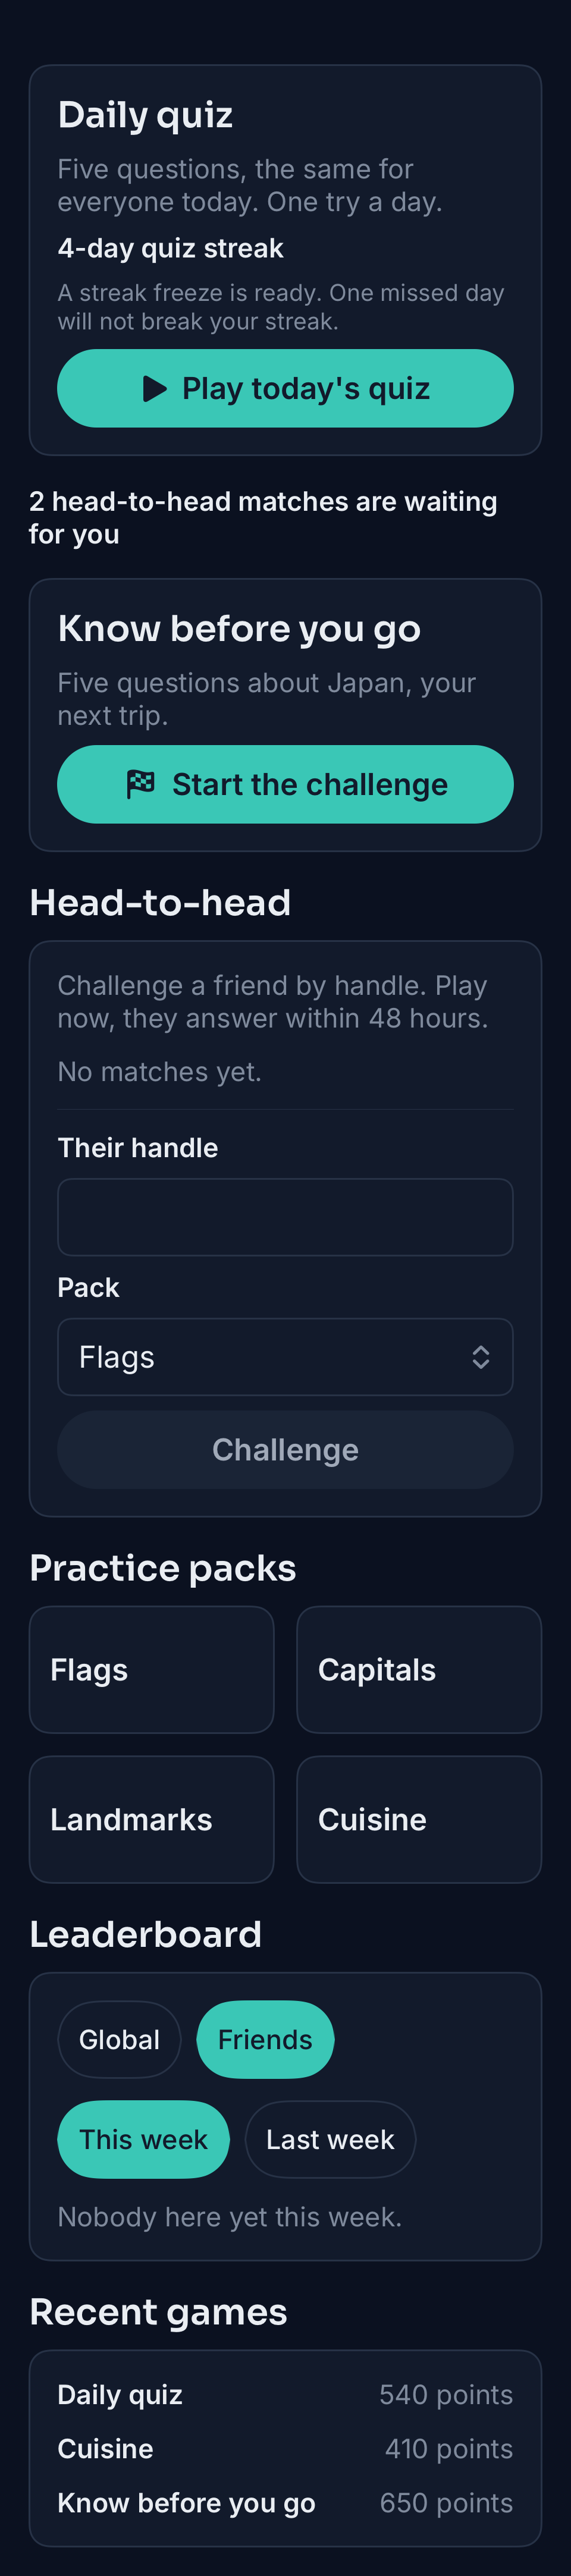 Daily quiz
Five questions, the same for
everyone today. One try a day.
4-day quiz streak
A streak freeze is ready. One missed day
will not break your streak.
Play today's quiz
2 head-to-head matches are waiting
for you
Know before you go
Five questions about Japan, your
next trip.
Start the challenge
Head-to-head
Challenge a friend by handle. Play
now, they answer within 48 hours.
No matches yet.
Their handle
Pack
Flags
Challenge
Practice packs
Flags
Capitals
Landmarks
Cuisine
Leaderboard
Global
Friends
This week
Last week
Nobody here yet this week.
Recent games
Daily quiz 540 points
Cuisine 410 points
Know before you go 650 points